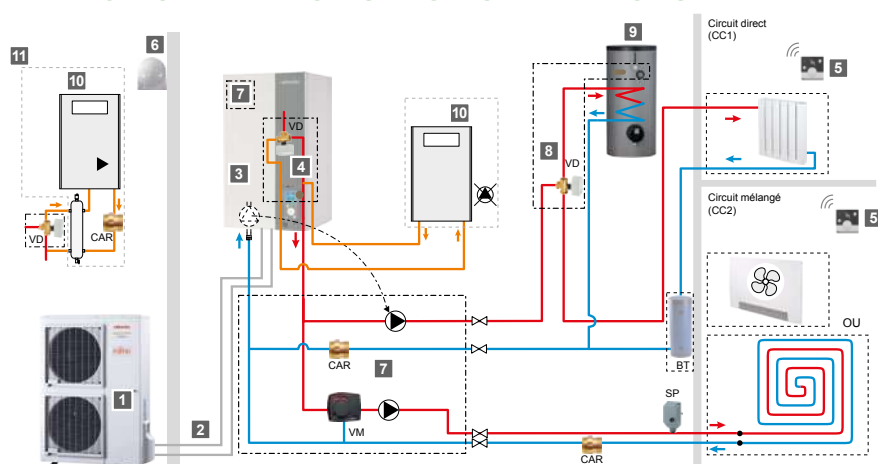 Circuit direct
(CC1)
11
6
10
9
5
7
VD
4
3
10
8
VD
VD
CAR
Circuit mélangé
(CC2)
5
OU
1
2
CAR
7
BT
SP
VM
CAR
FUJITSU